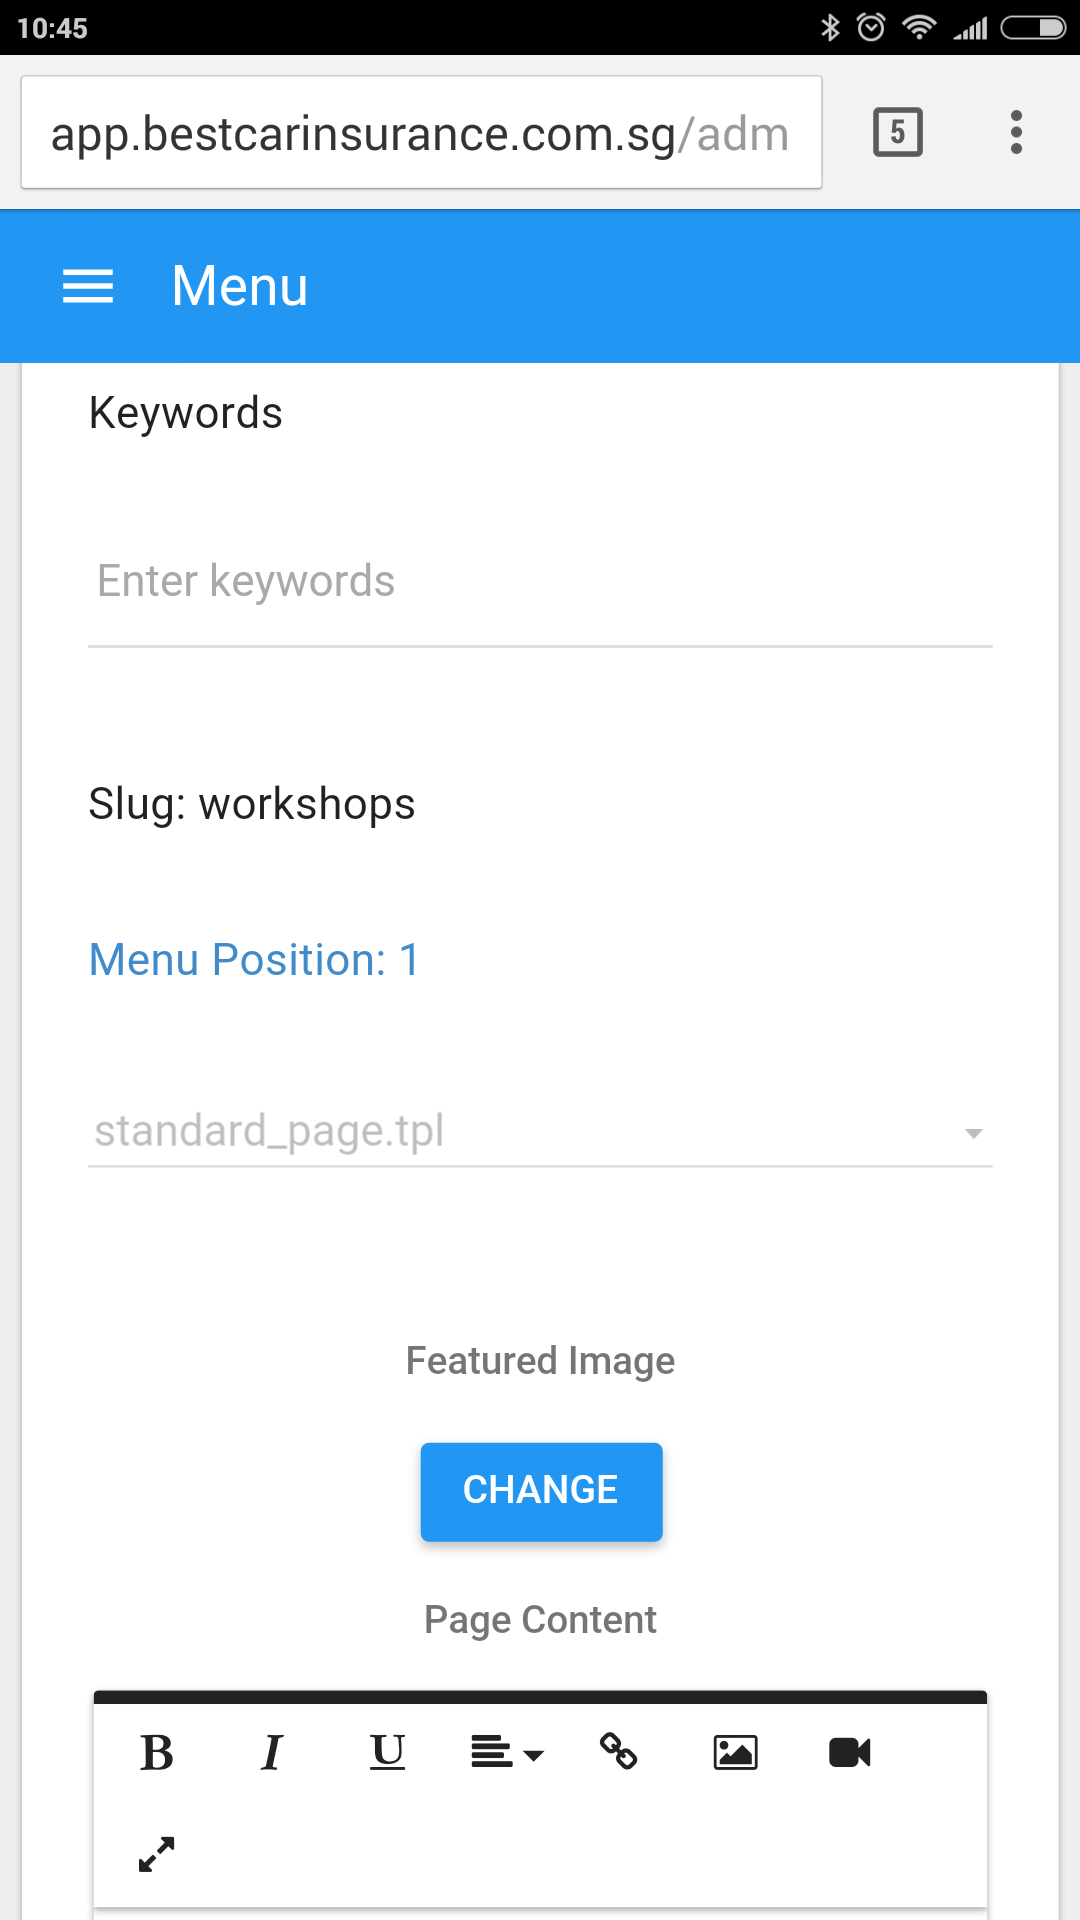 10:45
app.bestcarinsurance.com.sg/adm
5
Menu
Keywords
Enter keywords
Slug: workshops
Menu Position: 1
standard_page.tpl
Featured Image
CHANGE
Page Content
B I U